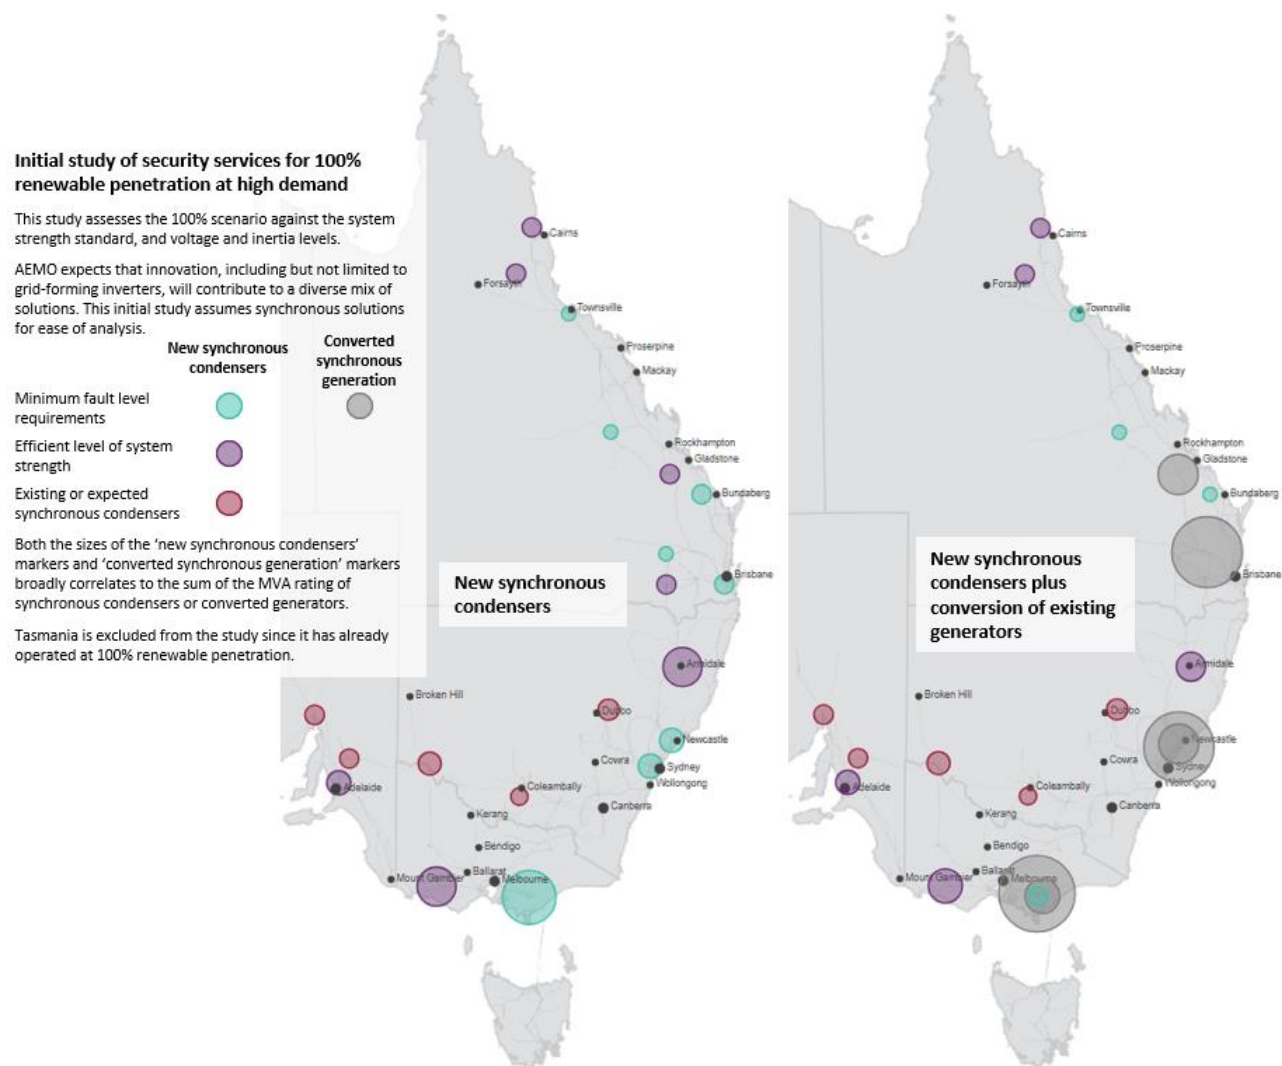 Initial study of security services for 100%
renewable penetration at high demand
This study assesses the 100% scenario against the system
strength standard, and voltage and inertia levels.
AEMO expects that innovation, including but not limited to
grid-forming inverters, will contribute to a diverse mix of
solutions. This initial study assumes synchronous solutions
for ease of analysis.
New synchronous
condensers
Converted
synchronous
generation
Minimum fault level
requirements
Efficient level of system
strength
Existing or expected
synchronous condensers
Both the sizes of the ‘new synchronous condensers’
markers and ‘converted synchronous generation’ markers
broadly correlates to the sum of the MVA rating of
synchronous condensers or converted generators.
Tasmania is excluded from the study since it has already
operated at 100% renewable penetration.
Cairns
Forsayth
Townsville
Proserpine
Mackay
Rockhampton
Gladstone
Bundaberg
New synchronous
condensers
Brisbane
Armidale
Broken Hill
Dubbo
Newcastle
Cowra
Sydney
Wollongong
Adelaide
Coleambally
Canberra
Kerang
Bendigo
Ballarat
Mount Gambier
Melbourne
Cairns
Forsayth
Townsville
Proserpine
Mackay
Rockhampton
Gladstone
Bundaberg
New synchronous
condensers plus
conversion of existing
generators
Brisbane
Armidale
Broken Hill
Dubbo
Newcastle
Cowra
Sydney
Wollongong
Adelaide
Coleambally
Canberra
Kerang
Bendigo
Ballarat
Mount Gambier
Melbourne